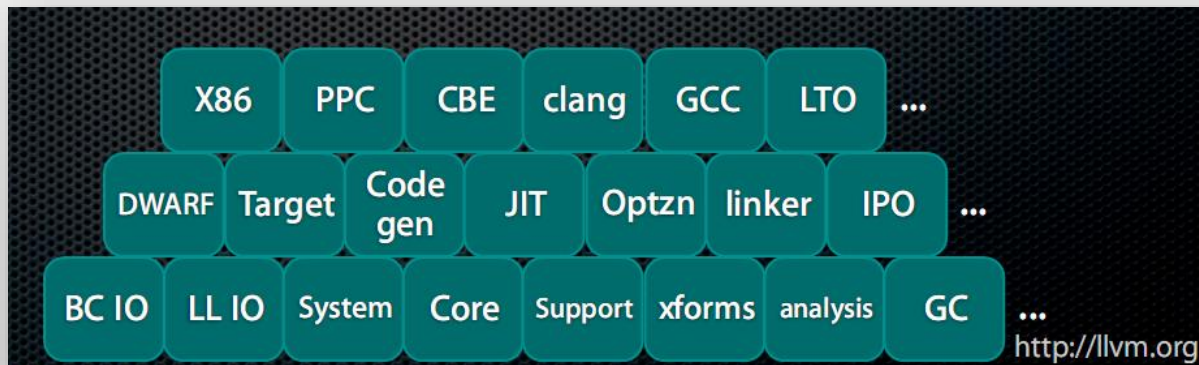 X86 PPC CBE clang GCC LTO ...
DWARF Target Code gen JIT Optzn linker IPO ...
BC IO LL IO System Core Support xforms analysis GC ...
http://llvm.org